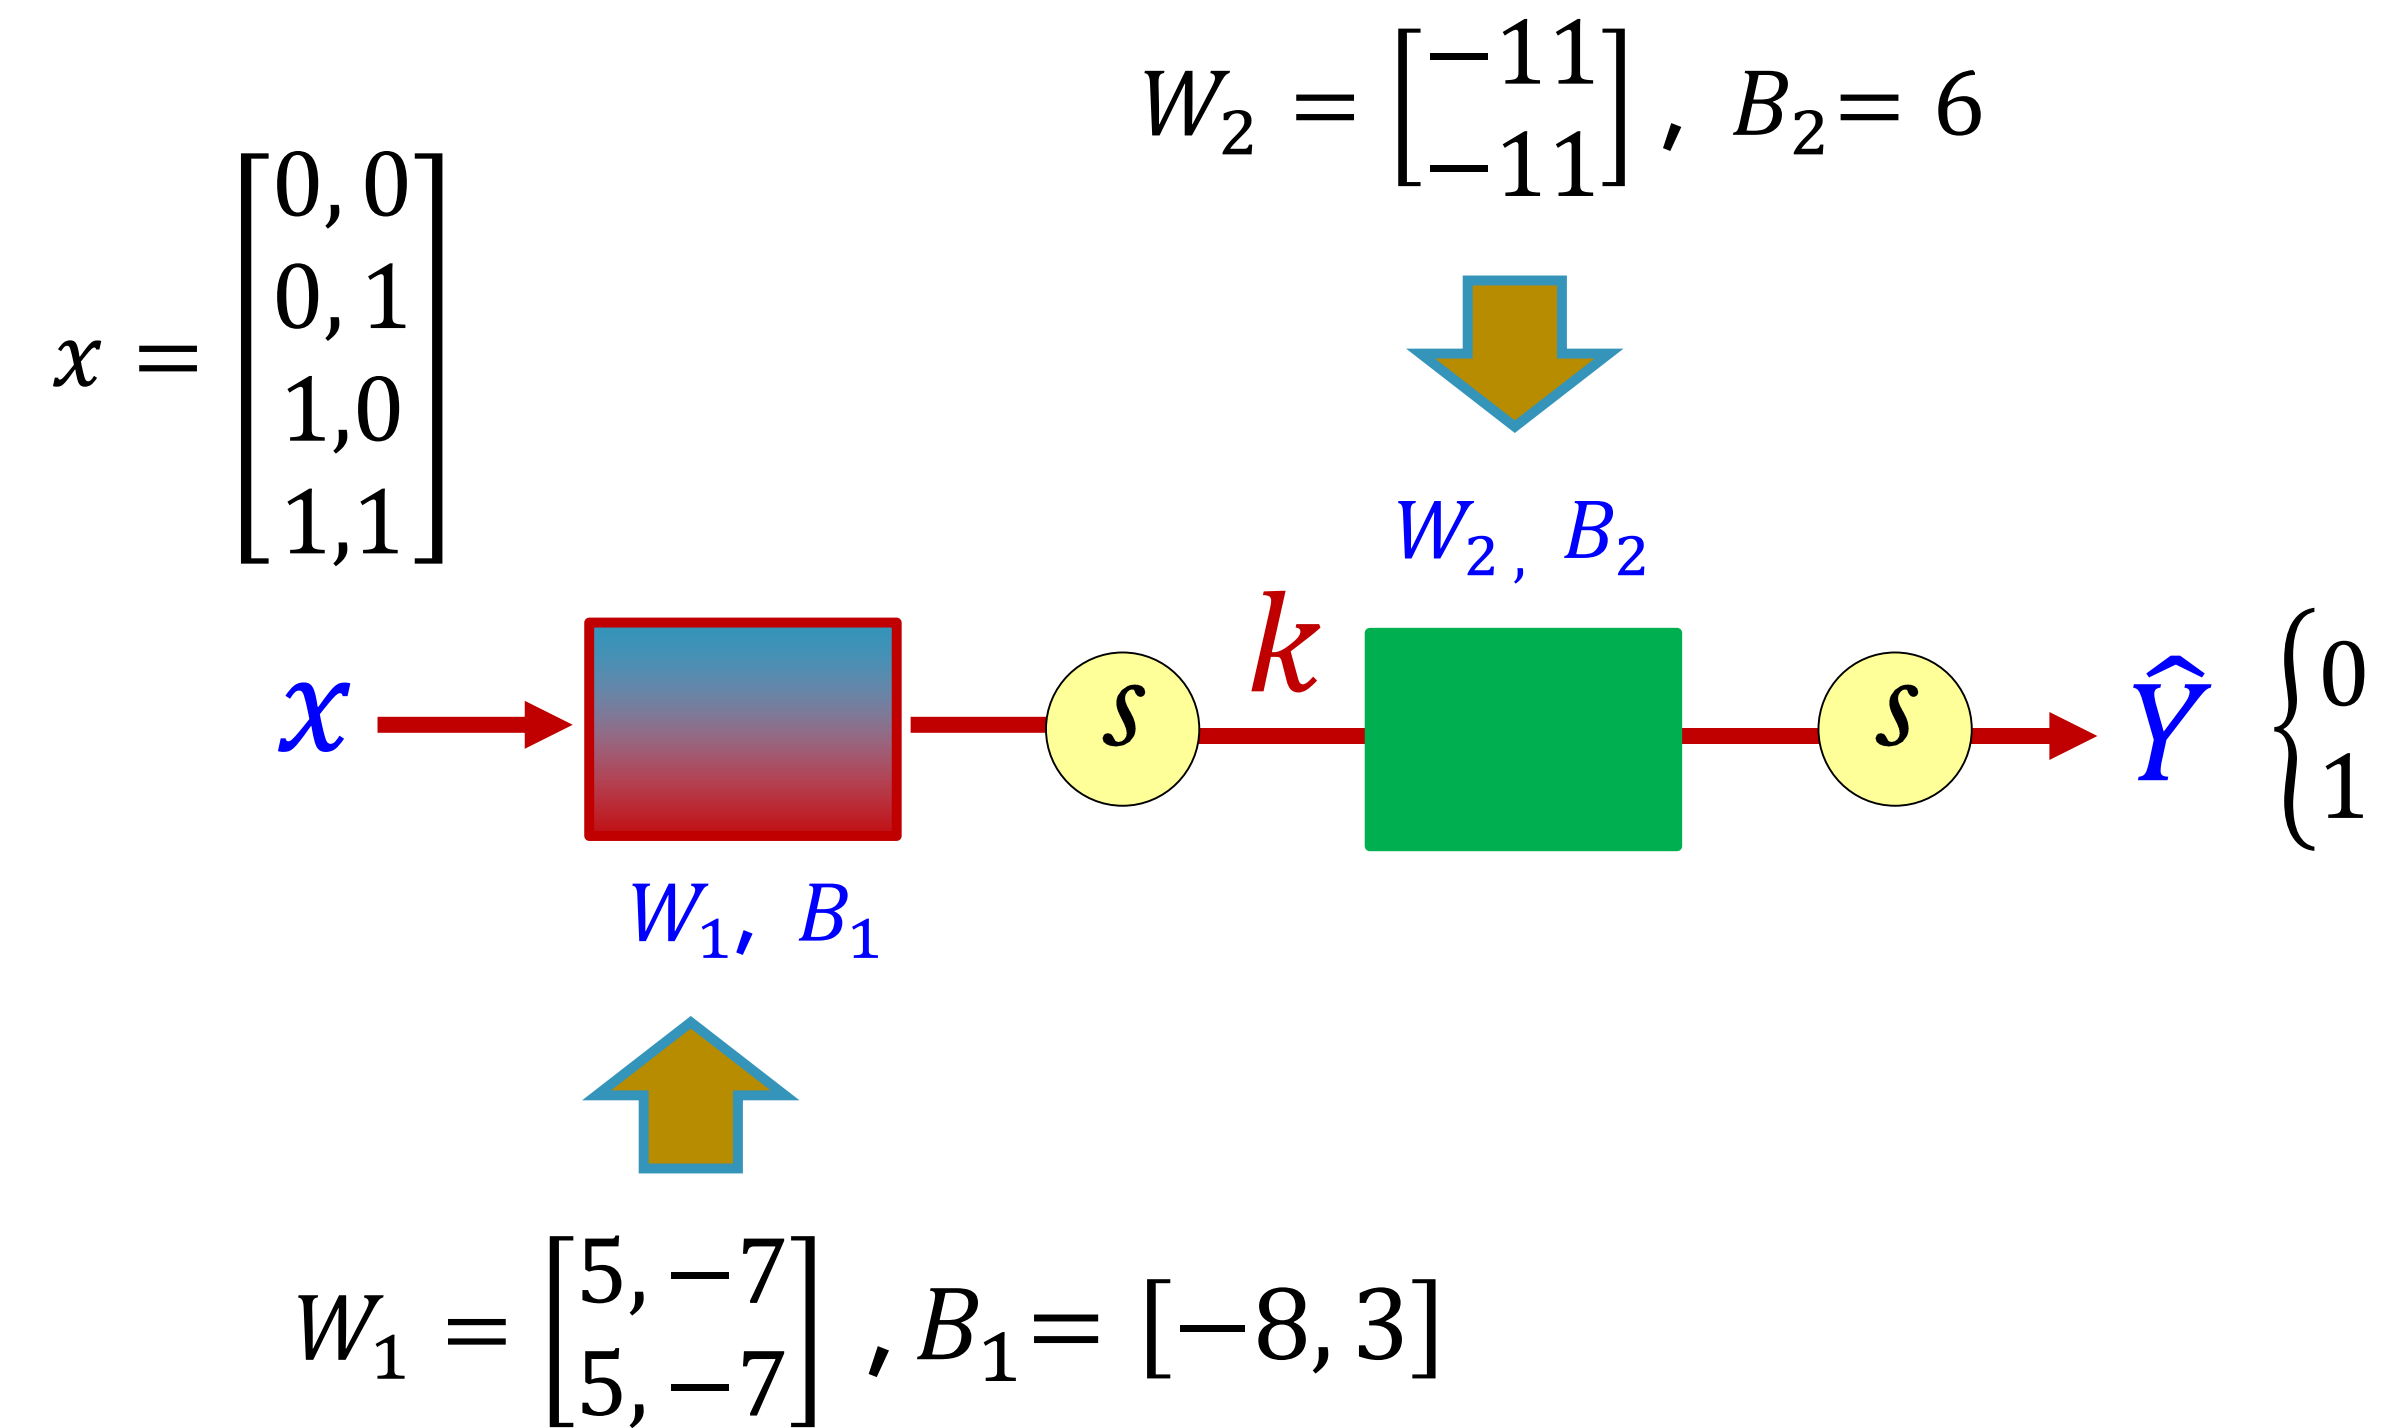 W₂ = [−11
−11] , B₂= 6
x = [0, 0
0, 1
1,0
1,1]
W₂ , B₂
x
s
k
s
Ŷ {0
1
W₁, B₁
W₁ = [5, −7
5, −7] , B₁= [−8, 3]